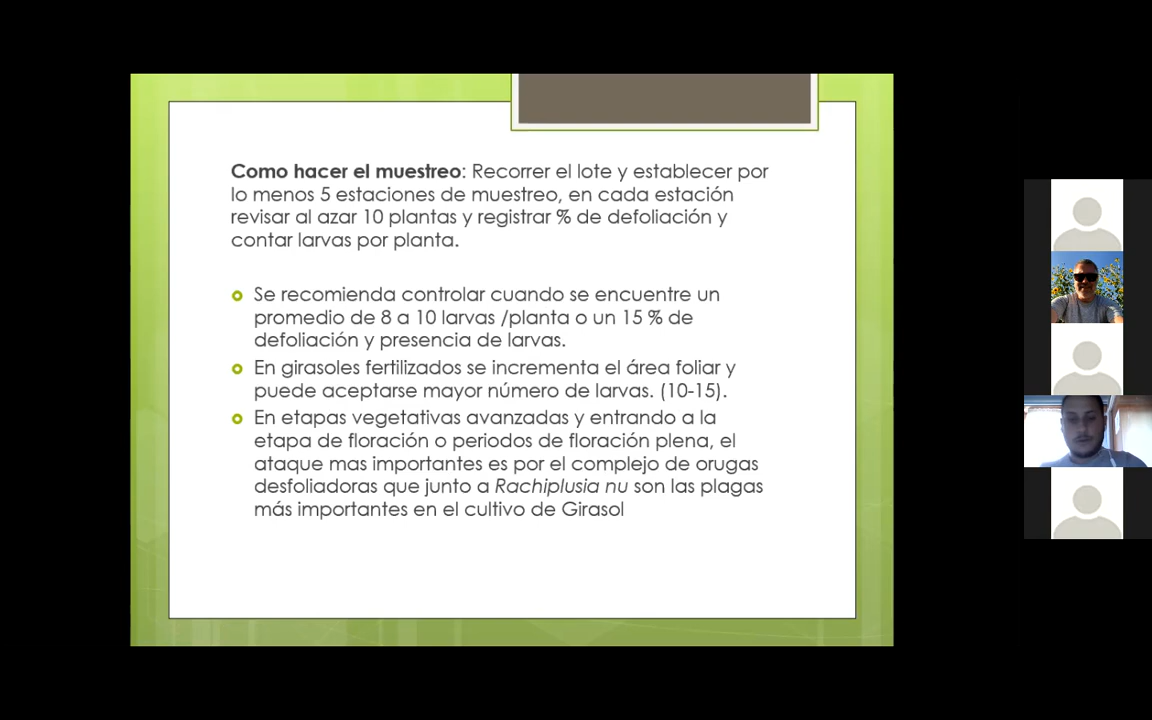 Como hacer el muestreo: Recorrer el lote y establecer por
lo menos 5 estaciones de muestreo, en cada estación
revisar al azar 10 plantas y registrar % de defoliación y
contar larvas por planta.
Se recomienda controlar cuando se encuentre un
promedio de 8 a 10 larvas /planta o un 15 % de
defoliación y presencia de larvas.
En girasoles fertilizados se incrementa el área foliar y
puede aceptarse mayor número de larvas. (10-15).
En etapas vegetativas avanzadas y entrando a la
etapa de floración o periodos de floración plena, el
ataque mas importantes es por el complejo de orugas
desfoliadoras que junto a Rachiplusia nu son las plagas
más importantes en el cultivo de Girasol